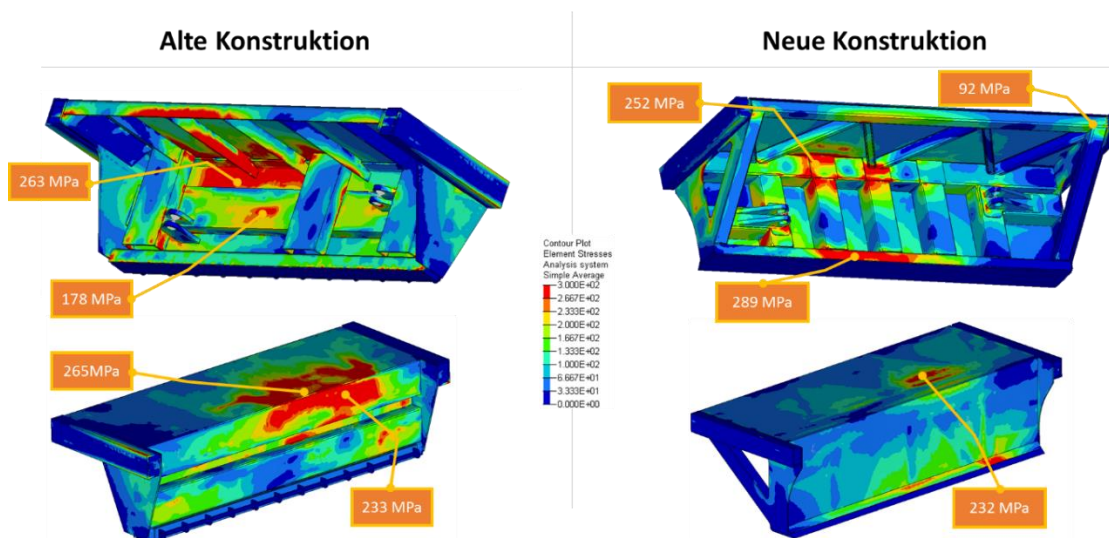 Alte Konstruktion
Neue Konstruktion
263 MPa
178 MPa
265MPa
233 MPa
252 MPa
92 MPa
289 MPa
232 MPa
Contour Plot
Element Stresses
Analysis system
Simple Average
3.000E+02
2.667E+02
2.333E+02
2.000E+02
1.667E+02
1.333E+02
1.000E+02
6.667E+01
3.333E+01
0.000E+00